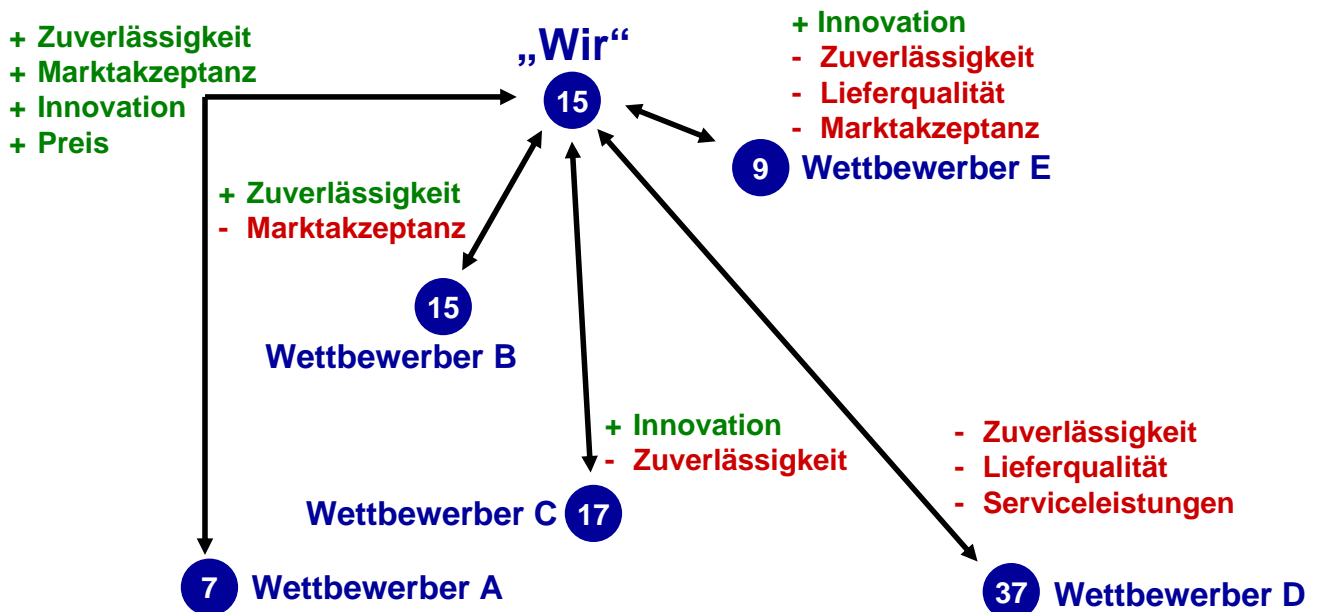 + Zuverlässigkeit
+ Marktakzeptanz
+ Innovation
+ Preis
„Wir“
15
+ Innovation
- Zuverlässigkeit
- Lieferqualität
- Marktakzeptanz
9 Wettbewerber E
+ Zuverlässigkeit
- Marktakzeptanz
15
Wettbewerber B
+ Innovation
- Zuverlässigkeit
Wettbewerber C 17
- Zuverlässigkeit
- Lieferqualität
- Serviceleistungen
7 Wettbewerber A
37 Wettbewerber D